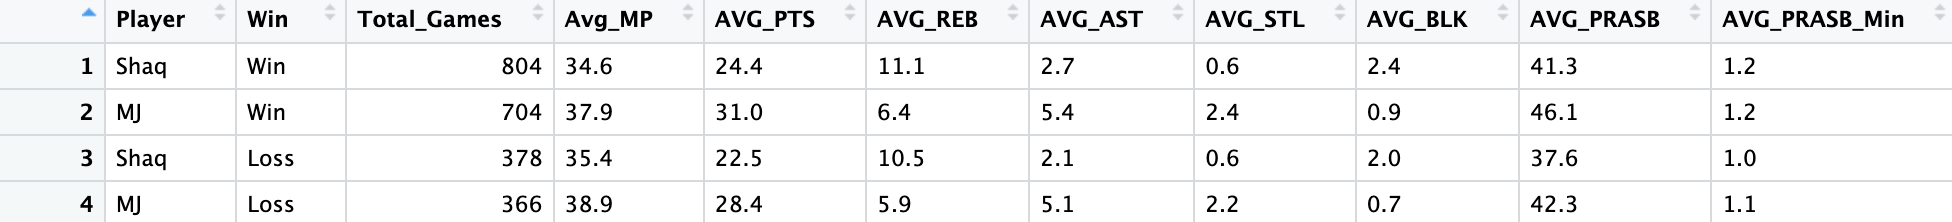 Player Win Total_Games Avg_MP AVG_PTS AVG_REB AVG_AST AVG_STL AVG_BLK AVG_PRASB AVG_PRASB_Min
1 Shaq Win 804 34.6 24.4 11.1 2.7 0.6 2.4 41.3 1.2
2 MJ Win 704 37.9 31.0 6.4 5.4 2.4 0.9 46.1 1.2
3 Shaq Loss 378 35.4 22.5 10.5 2.1 0.6 2.0 37.6 1.0
4 MJ Loss 366 38.9 28.4 5.9 5.1 2.2 0.7 42.3 1.1